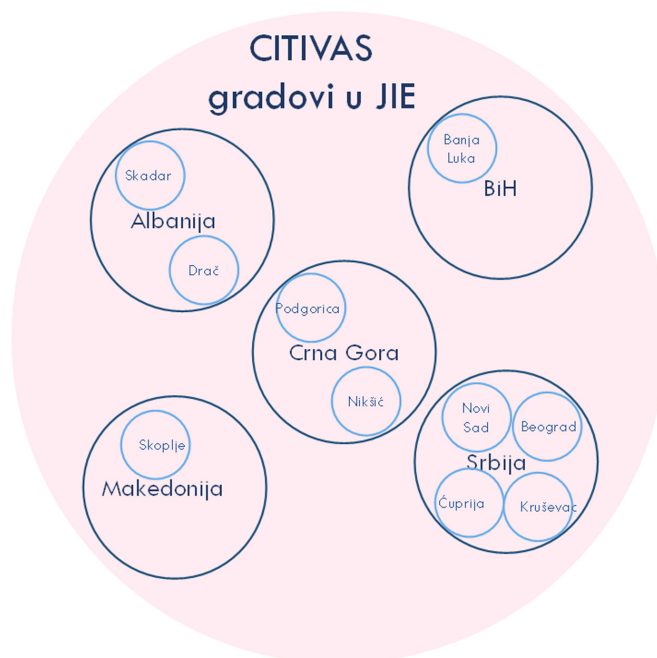 CITIVAS
gradovi u JIE
Banja
Luka
BiH
Skadar
Albanija
Drač
Podgorica
Crna Gora
Nikšić
Skoplje
Makedonija
Novi
Sad
Beograd
Srbija
Ćuprija
Kruševac